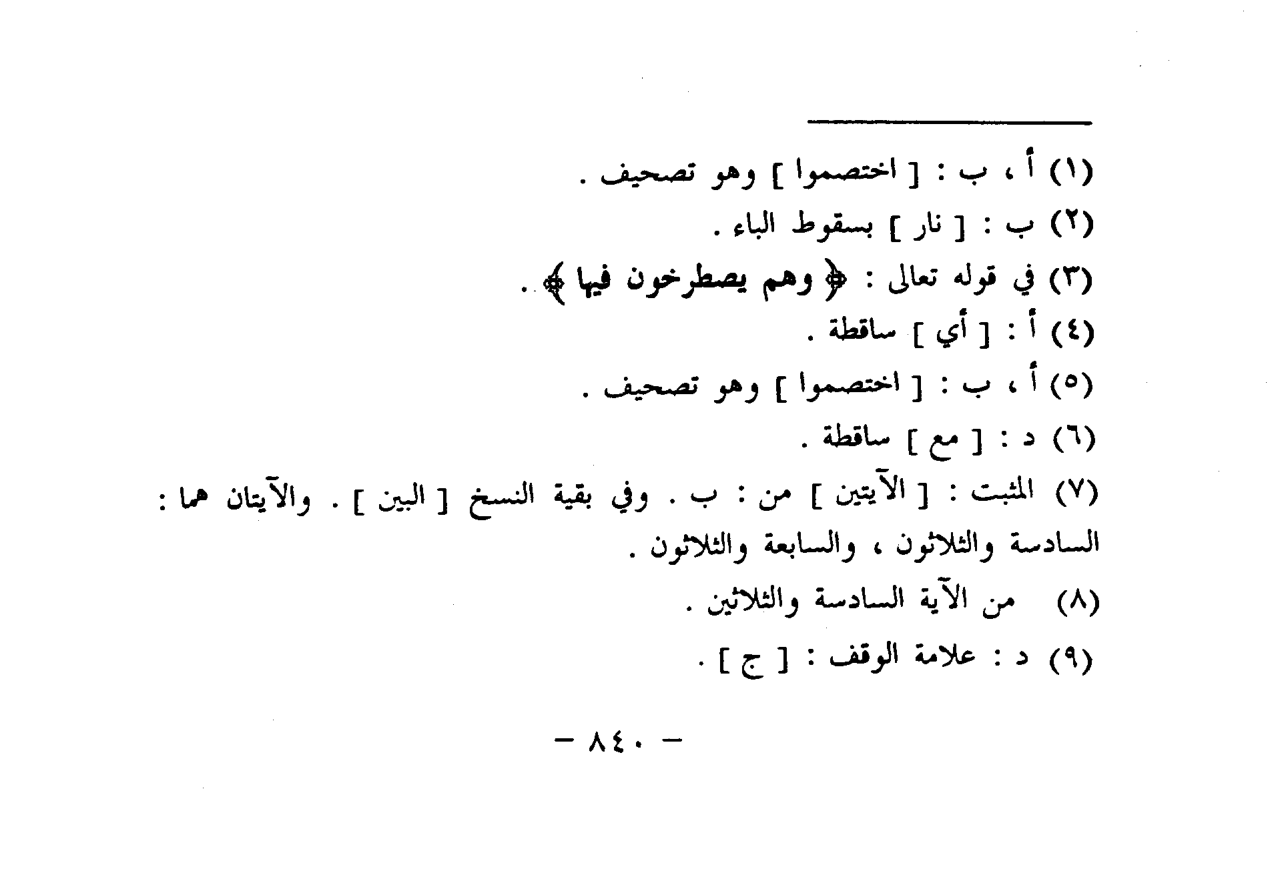 (١) أ ، ب : [ اختصموا ] وهو تصحيف .
(٢) ب : [ نار ] بسقوط الباء .
(٣) في قوله تعالى : ﴿ وهم يصطرخون فيها ﴾ .
(٤) أ : [ أي ] ساقطة .
(٥) أ ، ب : [ اختصموا ] وهو تصحيف .
(٦) د : [ مع ] ساقطة .
(٧) المثبت : [ الآيتين ] من : ب . وفي بقية النسخ [ البين ] . والآيتان هما :
السادسة والثلاثون ، والسابعة والثلاثون .
(٨) من الآية السادسة والثلاثين .
(٩) د : علامة الوقف : [ ج ] .
– ٨٤٠ –